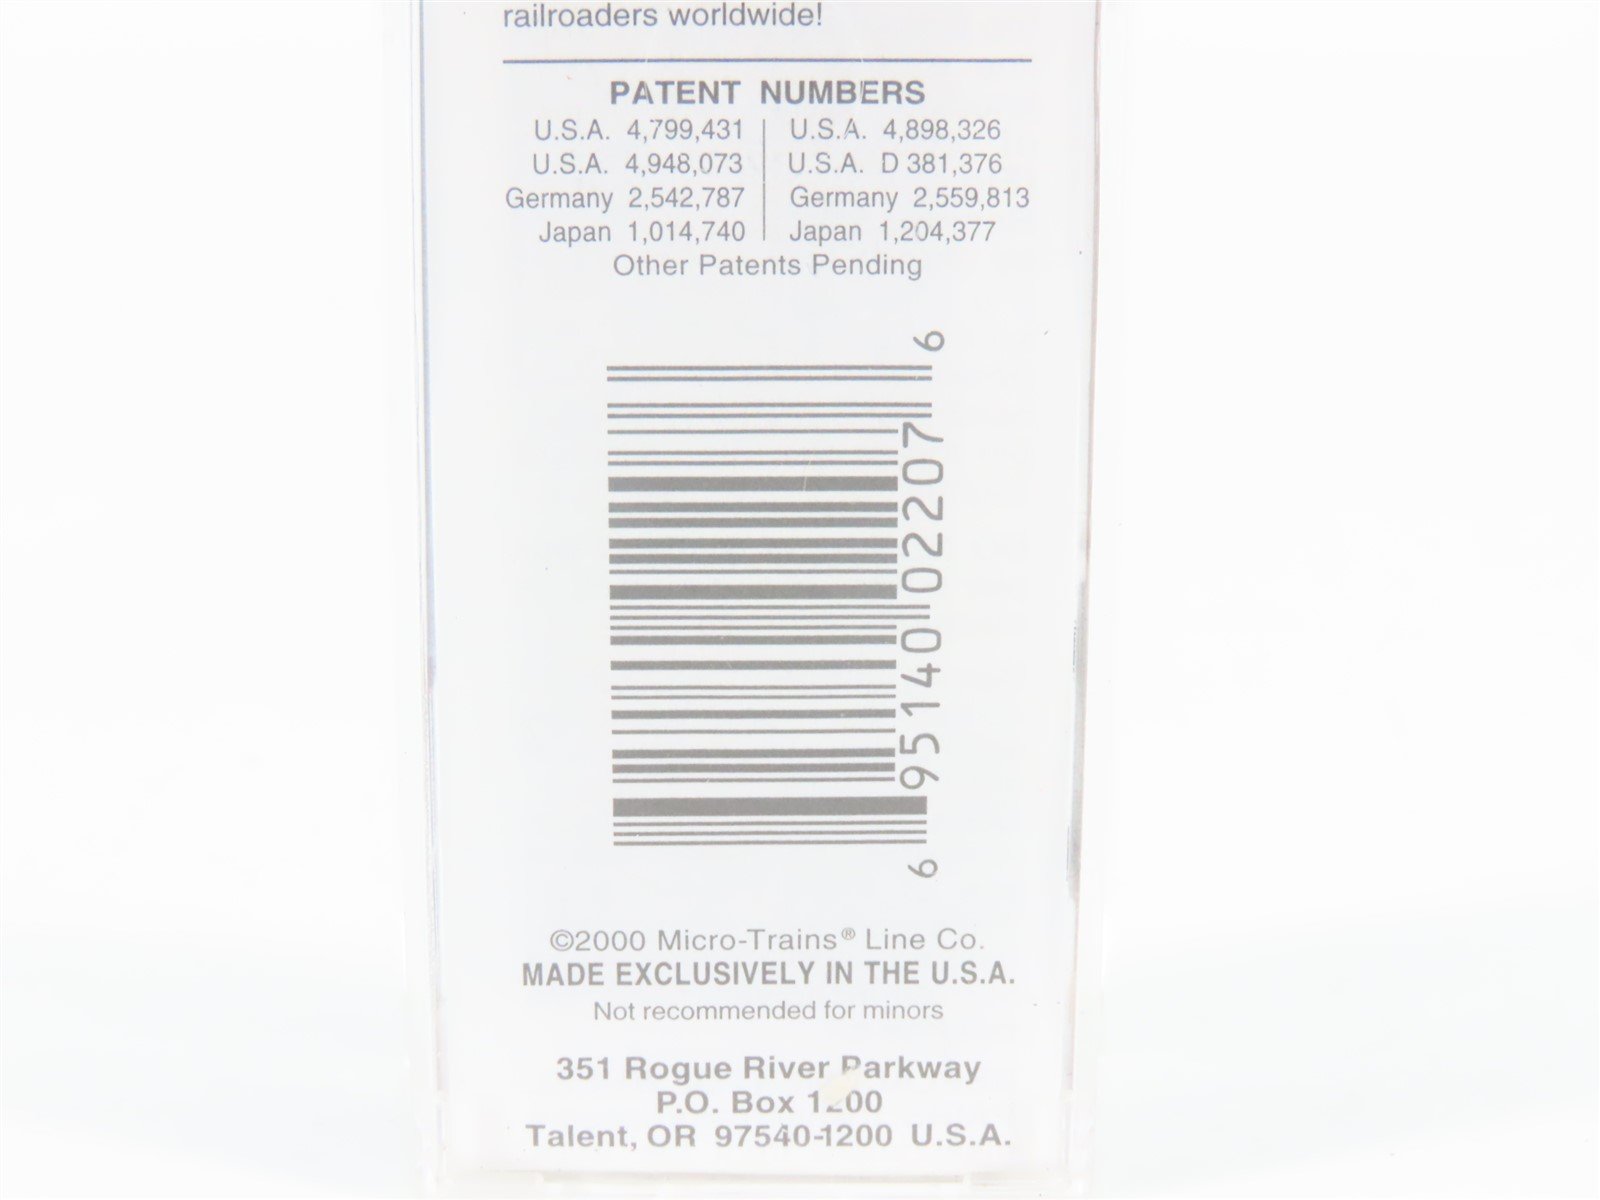 railroaders worldwide!
PATENT NUMBERS
U.S.A. 4,799,431 | U.S.A. 4,898,326
U.S.A. 4,948,073 | U.S.A. D 381,376
Germany 2,542,787 | Germany 2,559,813
Japan 1,014,740 | Japan 1,204,377
Other Patents Pending
6 95140 02207 6
©2000 Micro-Trains® Line Co.
MADE EXCLUSIVELY IN THE U.S.A.
Not recommended for minors
351 Rogue River Parkway
P.O. Box 1200
Talent, OR 97540-1200 U.S.A.